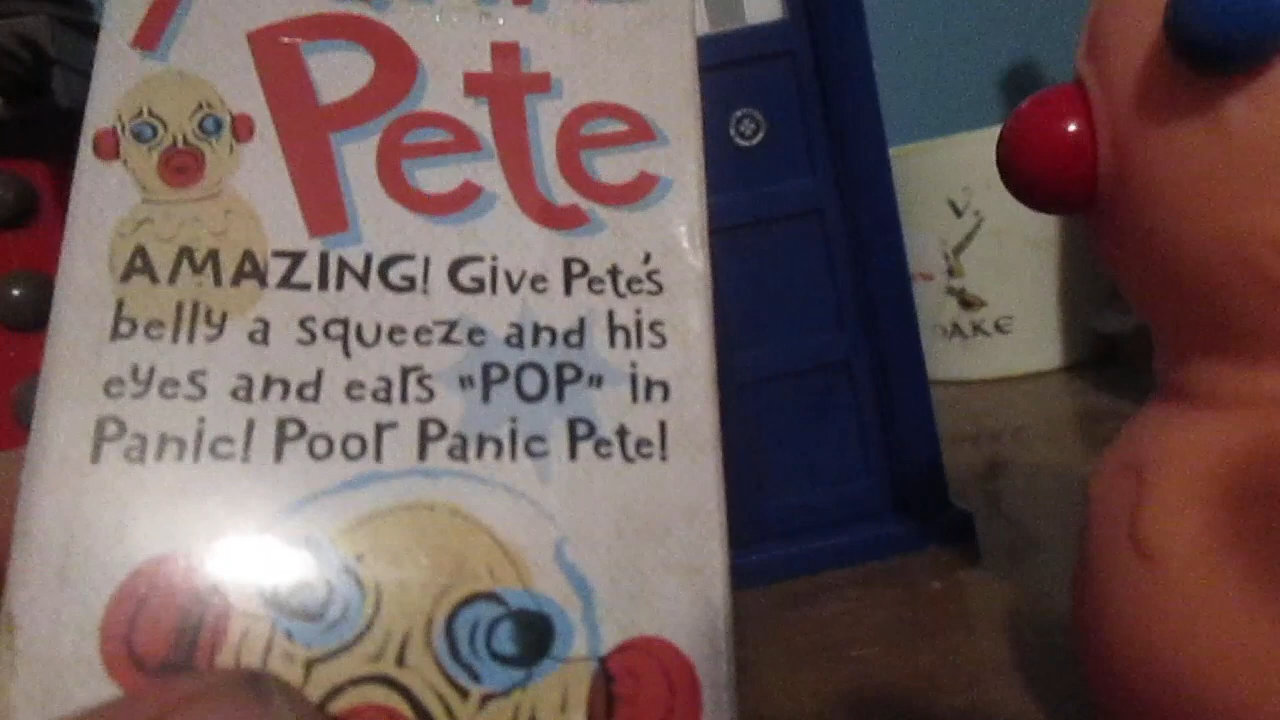 Pete
AMAZING! Give Pete's
belly a squeeze and his
eyes and ears "POP" in
Panic! Poor Panic Pete!